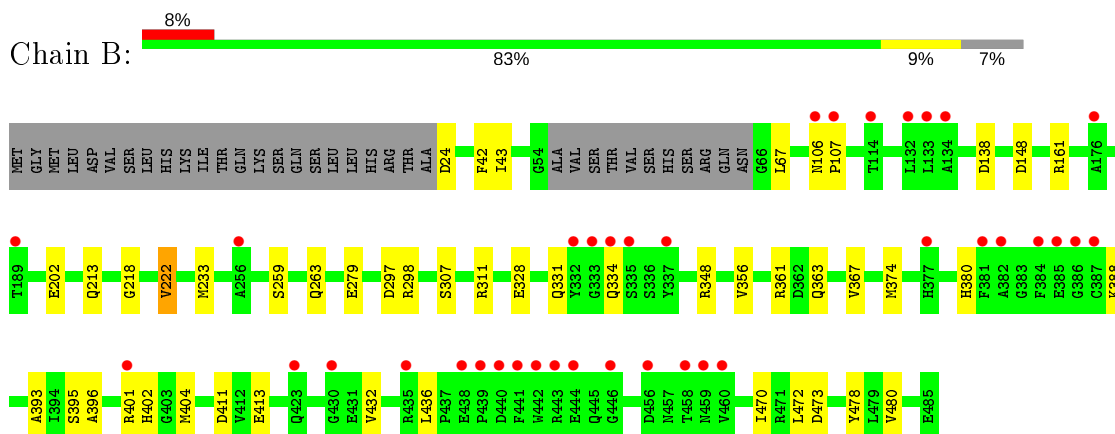 8%
Chain B:
83% 9% 7%
MET GLY MET LEU ASP VAL SER LEU HIS LYS ILE THR GLN LYS SER GLN SER LEU LEU HIS ARG THR ALA D24 F42 I43 G54 ALA VAL SER THR VAL SER HIS SER ARG GLN ASN G66 L67 N106 P107 T114 L132 L133 A134 D138 D148 R161 A176
T189 E202 Q213 G218 V222 M233 A256 S259 Q263 E279 D297 R298 S307 R311 E328 Q331 Y332 G333 Q334 S335 S336 Y337 R348 V356 R361 D362 Q363 V367 M374 H377 H380 F381 A382 G383 F384 E385 G386 C387 K388
A393 I394 S395 A396 R401 H402 G403 M404 D411 V412 E413 Q423 G430 E431 V432 R435 L436 P437 E438 P439 D440 F441 W442 R443 E444 Q445 G446 D456 N457 T458 N459 V460 I470 R471 L472 D473 Y478 L479 V480 E485